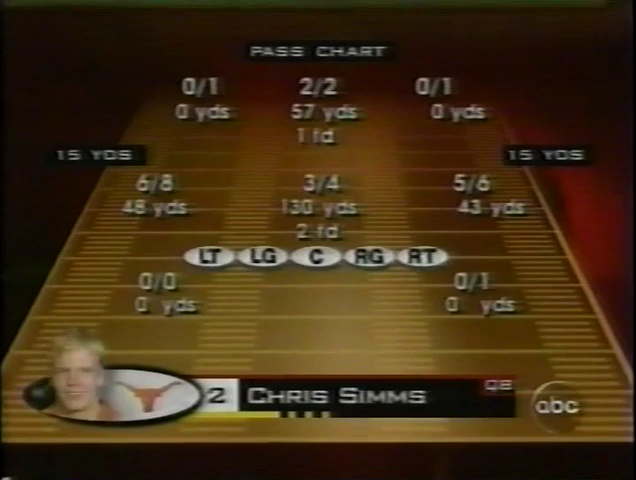 PASS CHART
0/1 2/2 0/1
0 yds 57 yds 0 yds
1 td
15 YDS 15 YDS
6/8 3/4 5/6
48 yds 130 yds 43 yds
2 td
LT LG C RG RT
0/0 0/1
0 yds 0 yds
2 CHRIS SIMMS QB
abc